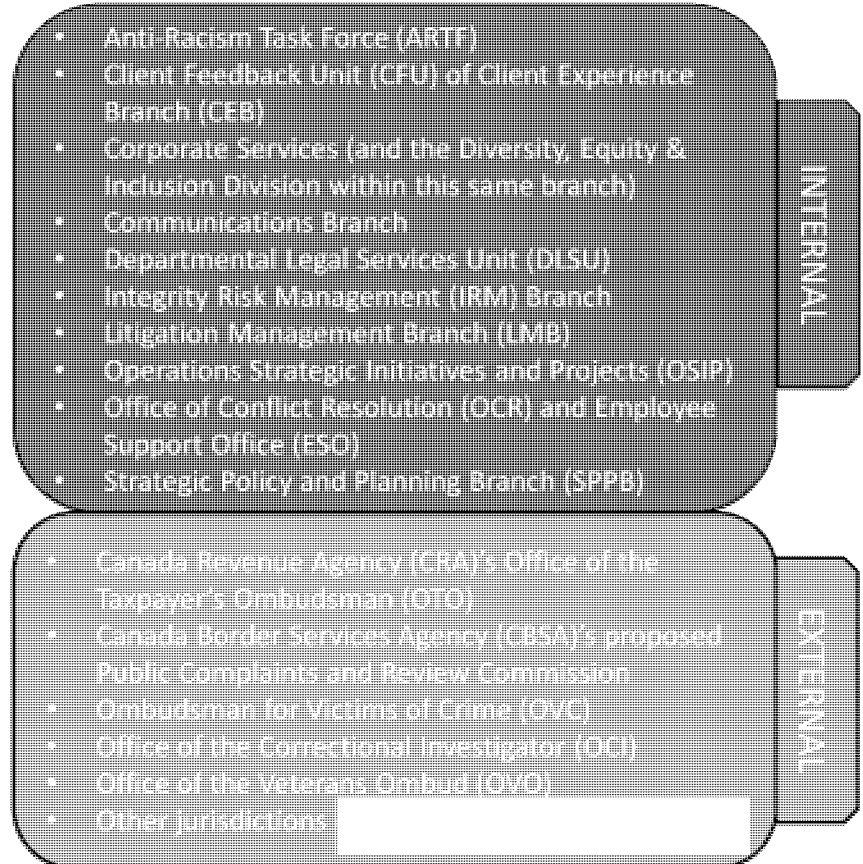 • Anti-Racism Task Force (ARTF)
• Client Feedback Unit (CFU) of Client Experience
Branch (CEB)
• Corporate Services (and the Diversity, Equity &
Inclusion Division within this same branch)
• Communications Branch
• Departmental Legal Services Unit (DLSU)
• Integrity Risk Management (IRM) Branch
• Litigation Management Branch (LMB)
• Operations Strategic Initiatives and Projects (OSIP)
• Office of Conflict Resolution (OCR) and Employee
Support Office (ESO)
• Strategic Policy and Planning Branch (SPPB)
INTERNAL
• Canada Revenue Agency (CRA)'s Office of the
Taxpayer's Ombudsman (OTO)
• Canada Border Services Agency (CBSA)'s proposed
Public Complaints and Review Commission
• Ombudsman for Victims of Crime (OVC)
• Office of the Correctional Investigator (OCI)
• Office of the Veterans Ombud (OVO)
• Other jurisdictions
EXTERNAL